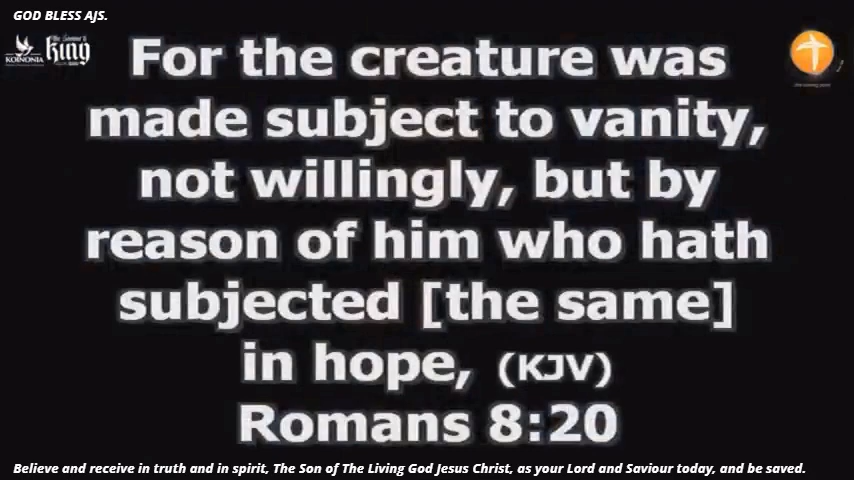 GOD BLESS AJS.
KOINONIA
king
For the creature was
made subject to vanity,
not willingly, but by
reason of him who hath
subjected [the same]
in hope, (KJV)
Romans 8:20
Believe and receive in truth and in spirit, The Son of The Living God Jesus Christ, as your Lord and Saviour today, and be saved.